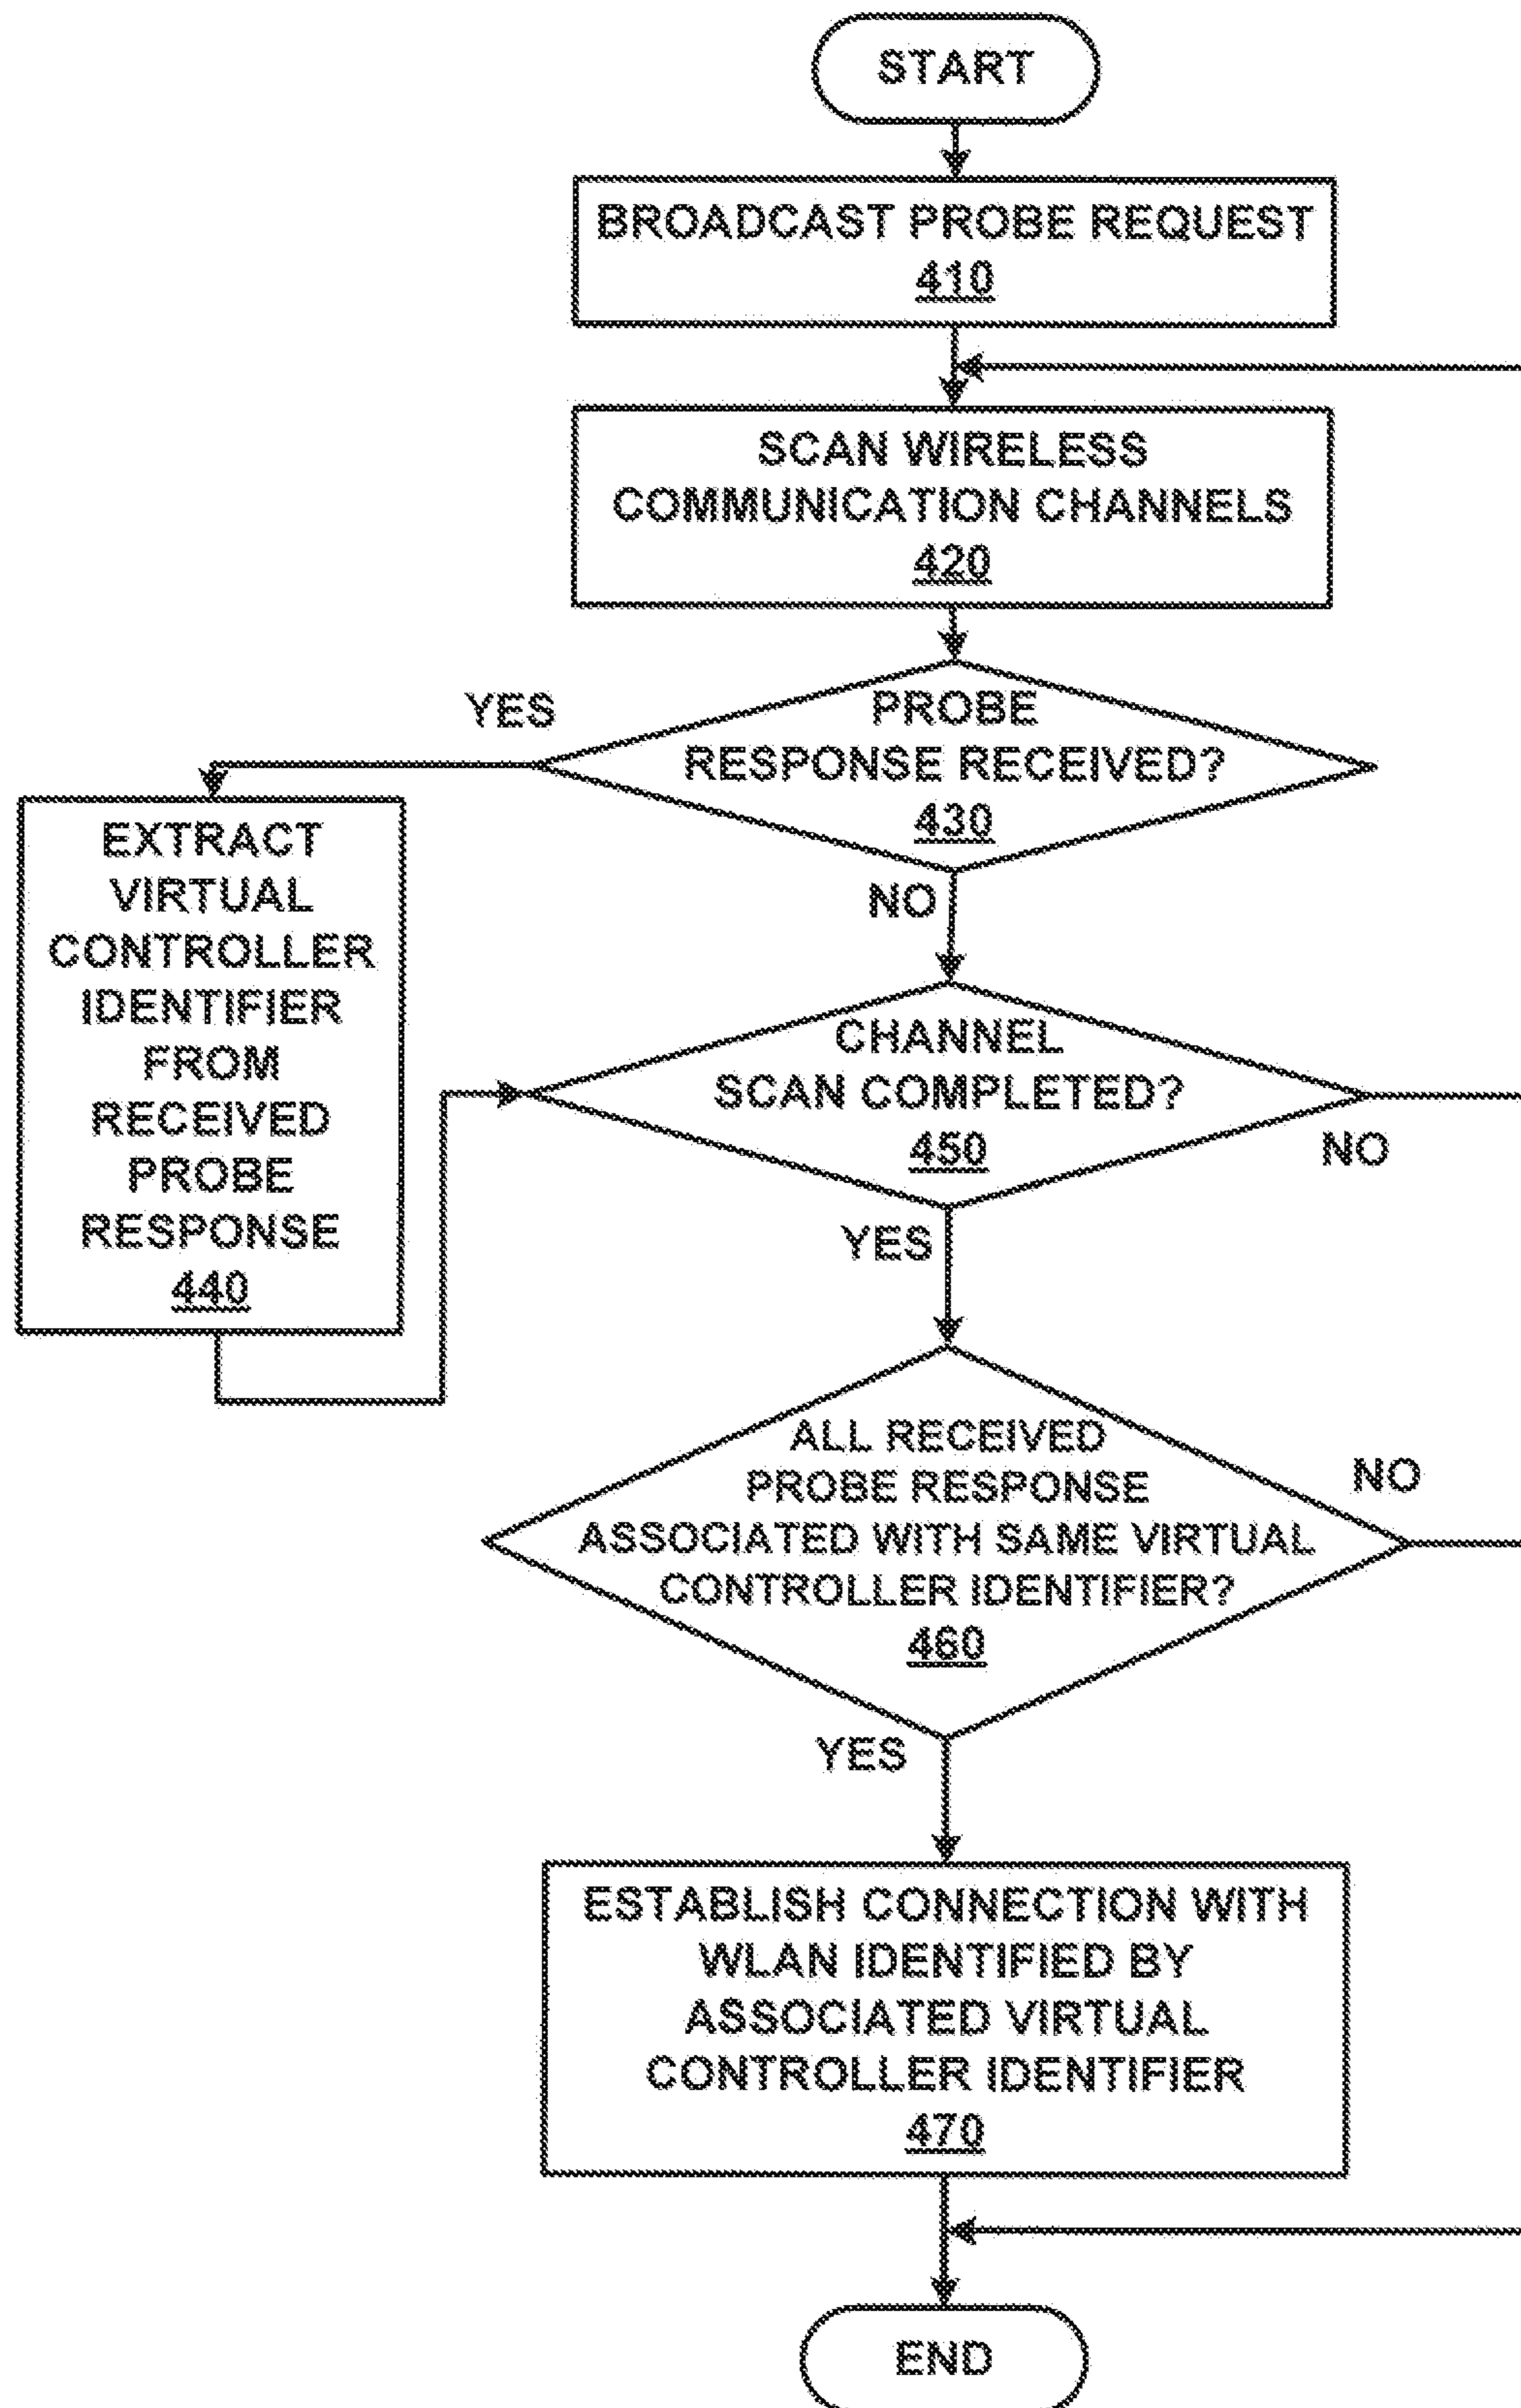 START
BROADCAST PROBE REQUEST
410
SCAN WIRELESS
COMMUNICATION CHANNELS
420
YES
PROBE
RESPONSE RECEIVED?
430
NO
EXTRACT
VIRTUAL
CONTROLLER
IDENTIFIER
FROM
RECEIVED
PROBE
RESPONSE
440
CHANNEL
SCAN COMPLETED?
450
NO
YES
ALL RECEIVED
PROBE RESPONSE
ASSOCIATED WITH SAME VIRTUAL
CONTROLLER IDENTIFIER?
460
NO
YES
ESTABLISH CONNECTION WITH
WLAN IDENTIFIED BY
ASSOCIATED VIRTUAL
CONTROLLER IDENTIFIER
470
END